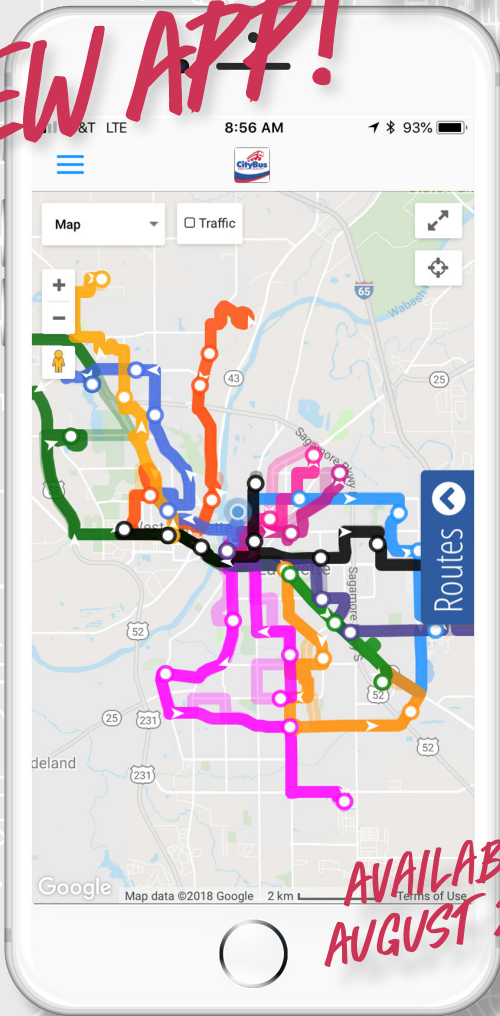 EW APP!
&T LTE
8:56 AM
93%
CityBus
Map
Traffic
65
Wabash
43
25
Sagamore Pkwy
Routes
Sagamore
52
52
52
25
231
231
deland
Google
Map data ©2018 Google
2 km
Terms of Use
AVAILAB
AUGUST